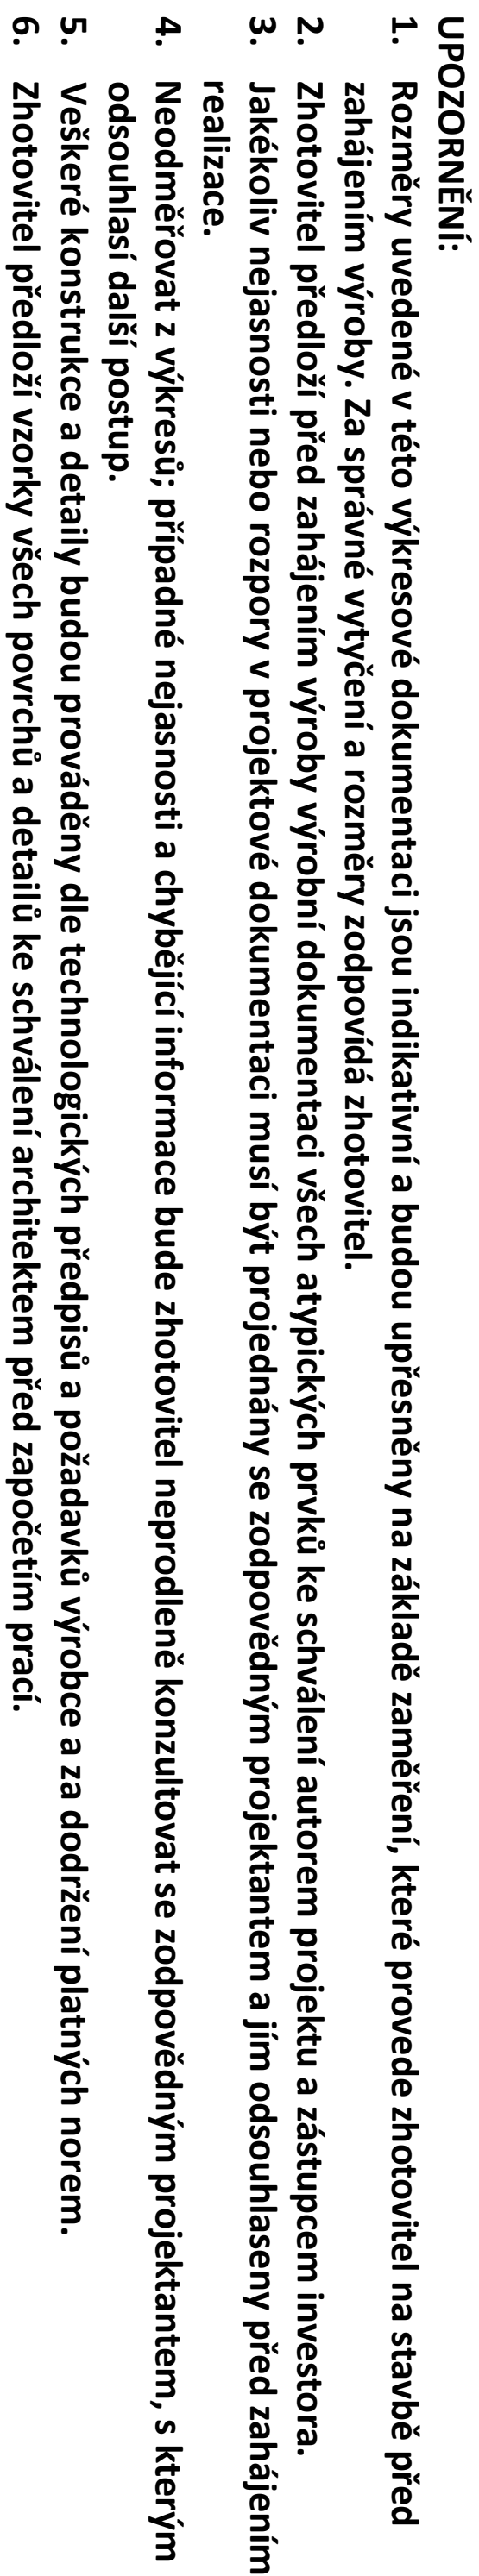 UPOZORNĚNÍ:
1. Rozměry uvedené v této výkresové dokumentaci jsou indikativní a budou upřesněny na základě zaměření, které provede zhotovitel na stavbě před
zahájením výroby. Za správné vytyčení a rozměry zodpovídá zhotovitel.
2. Zhotovitel předloží před zahájením výroby výrobní dokumentaci všech atypických prvků ke schválení autorem projektu a zástupcem investora.
3. Jakékoliv nejasnosti nebo rozpory v projektové dokumentaci musí být projednány se zodpovědným projektantem a jím odsouhlaseny před zahájením
realizace.
4. Neodměřovat z výkresů; případné nejasnosti a chybějící informace bude zhotovitel neprodleně konzultovat se zodpovědným projektantem, s kterým
odsouhlasí další postup.
5. Veškeré konstrukce a detaily budou prováděny dle technologických předpisů a požadavků výrobce a za dodržení platných norem.
6. Zhotovitel předloží vzorky všech povrchů a detailů ke schválení architektem před započetím prací.